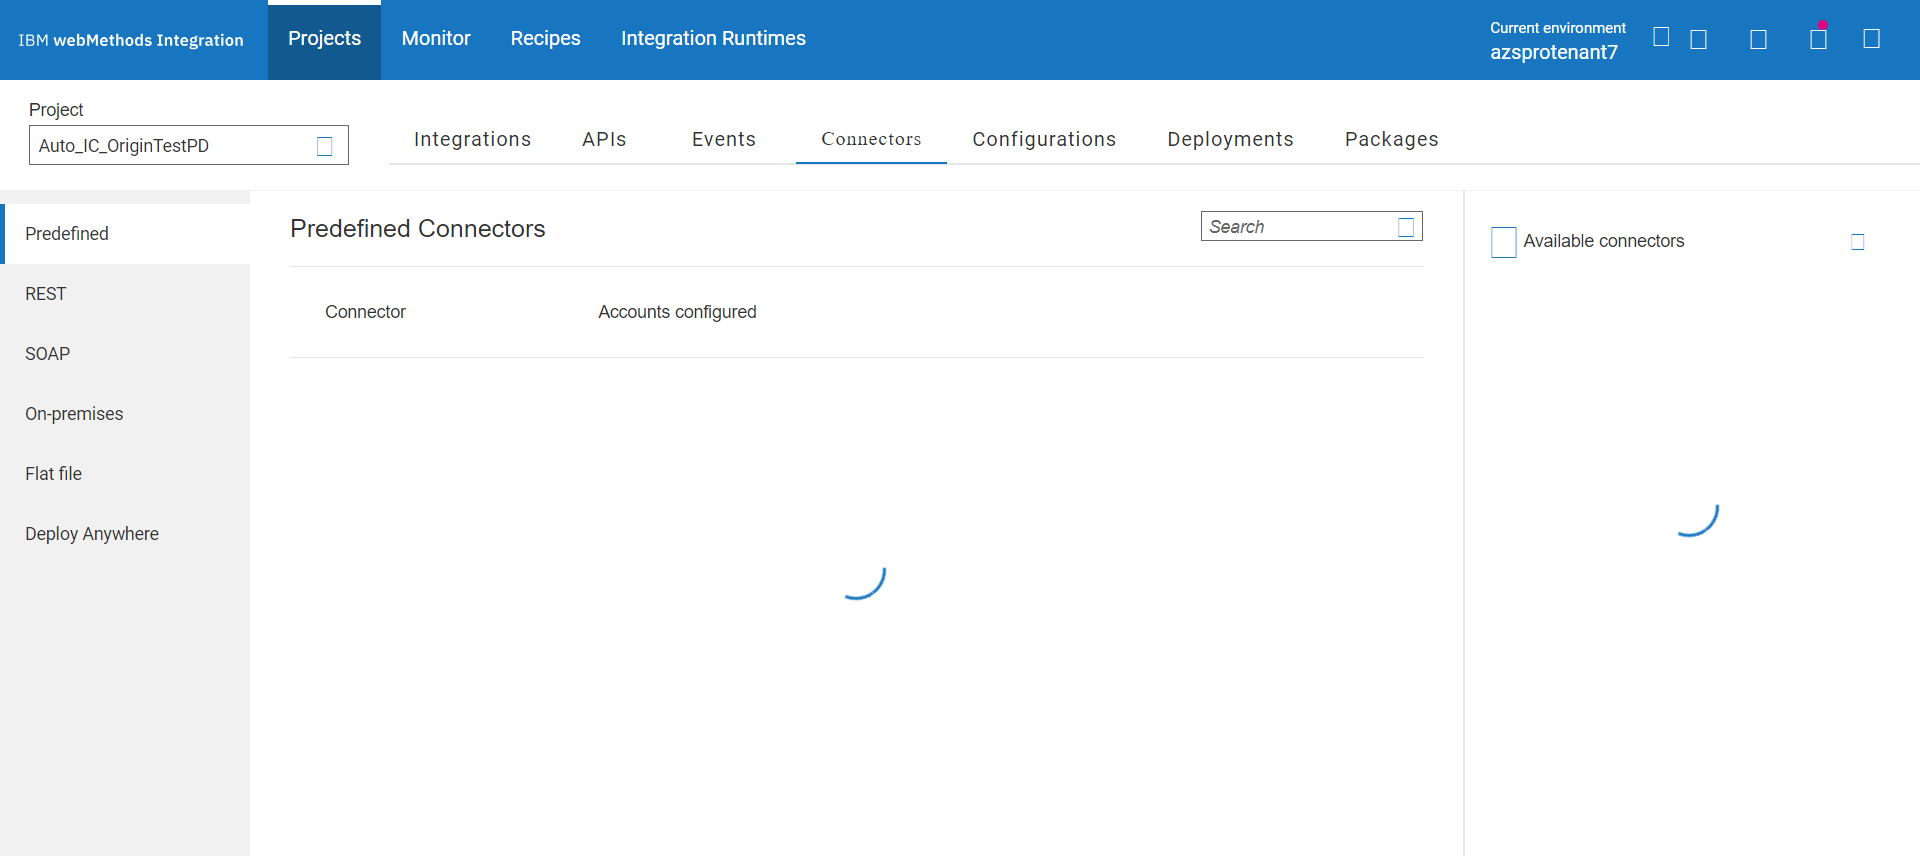 IBM webMethods Integration
Projects
Monitor
Recipes
Integration Runtimes
Current environment
azsprotenant7
Project
Auto_IC_OriginTestPD
Integrations
APIs
Events
Connectors
Configurations
Deployments
Packages
Predefined
REST
SOAP
On-premises
Flat file
Deploy Anywhere
Predefined Connectors
Search
Connector
Accounts configured
Available connectors